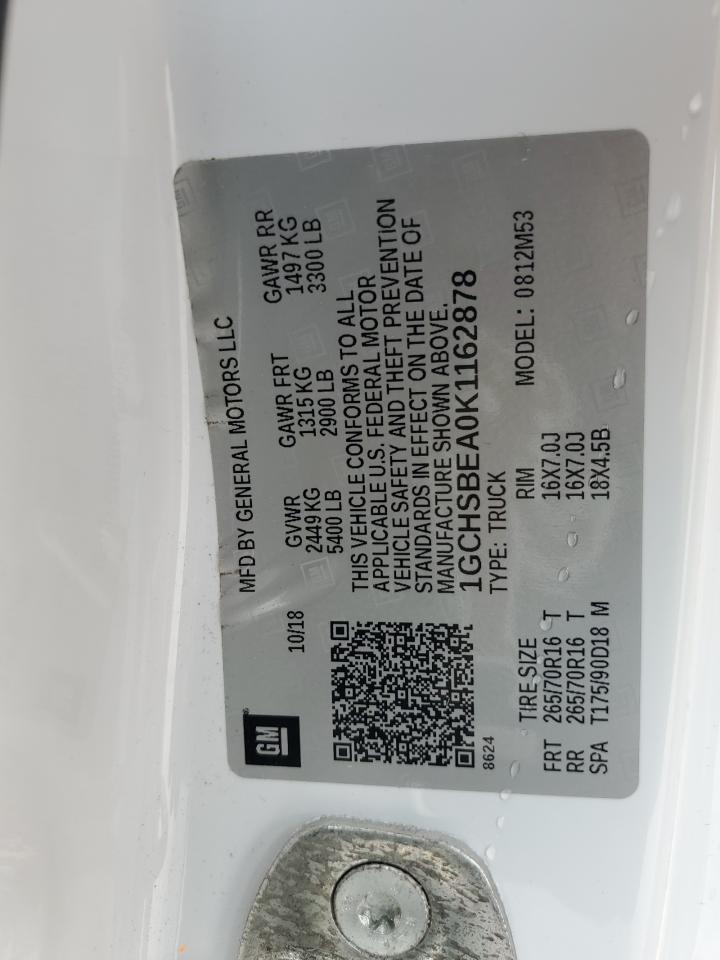 GM
MFD BY GENERAL MOTORS LLC
10/18
GVWR GAWR FRT GAWR RR
2449 KG 1315 KG 1497 KG
5400 LB 2900 LB 3300 LB
THIS VEHICLE CONFORMS TO ALL
APPLICABLE U.S. FEDERAL MOTOR
VEHICLE SAFETY AND THEFT PREVENTION
STANDARDS IN EFFECT ON THE DATE OF
MANUFACTURE SHOWN ABOVE.
1GCHSBEA0K1162878
8624
TYPE: TRUCK MODEL: 0812M53
TIRE SIZE RIM
FRT 265/70R16 T 16X7.0J
RR 265/70R16 T 16X7.0J
SPA T175/90D18 M 18X4.5B